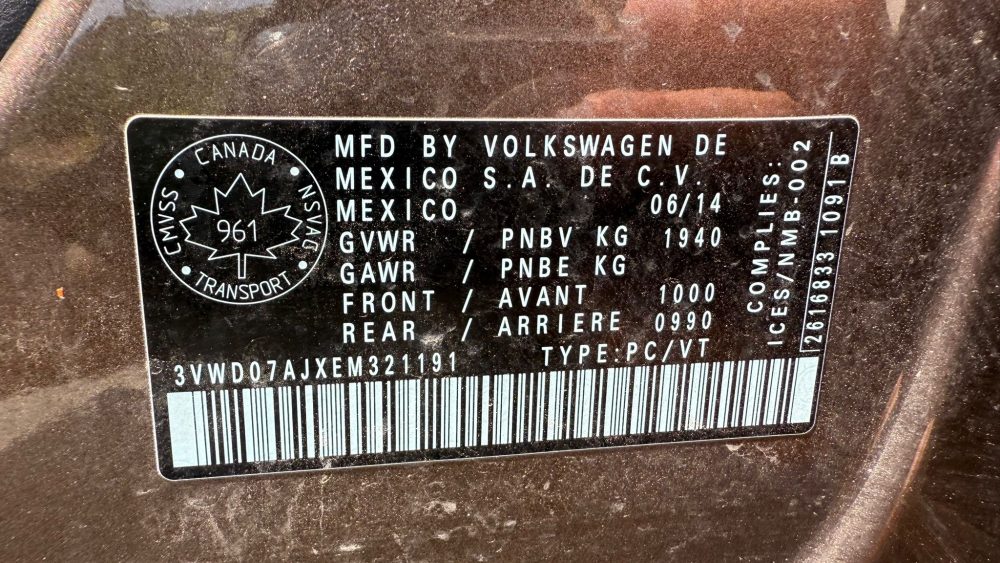 CANADA
CMVSS
NSVAC
961
TRANSPORT
MFD BY VOLKSWAGEN DE
MEXICO S.A. DE C.V.
MEXICO 06/14
GVWR / PNBV KG 1940
GAWR / PNBE KG
FRONT / AVANT 1000
REAR / ARRIERE 0990
TYPE:PC/VT
3VWD07AJXEM321191
COMPLIES:
ICES/NMB-002
2616833 1091 B